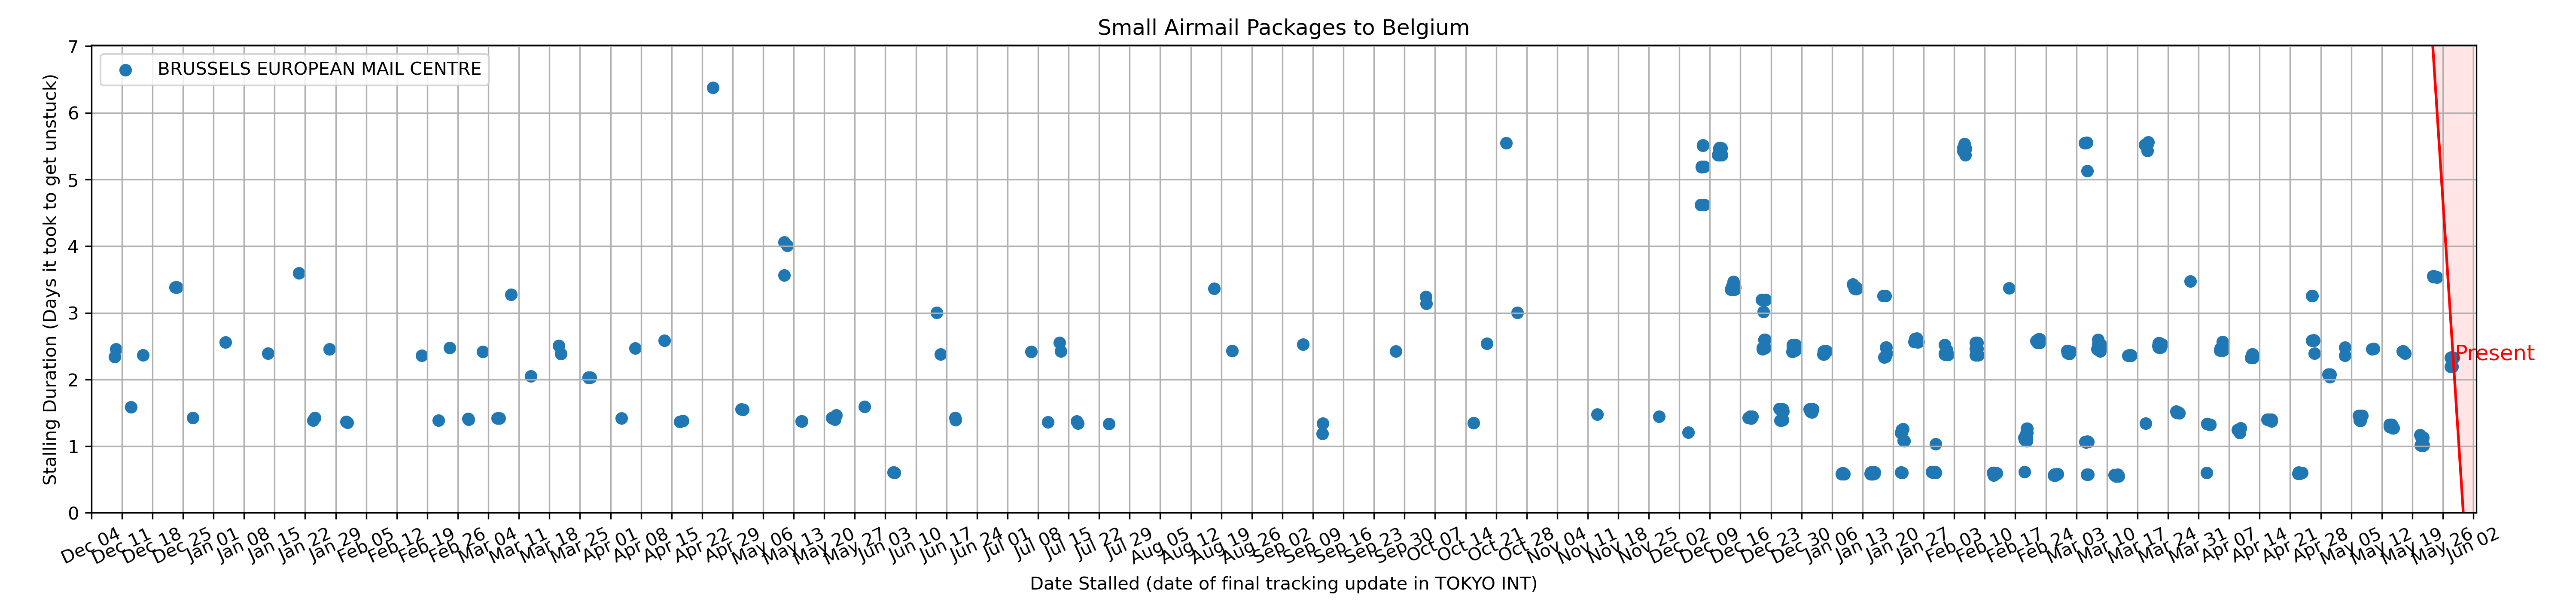 Small Airmail Packages to Belgium
BRUSSELS EUROPEAN MAIL CENTRE
Stalling Duration (Days it took to get unstuck)
7
6
5
4
3
2
1
0
Present
Dec 04 Dec 11 Dec 18 Dec 25 Jan 01 Jan 08 Jan 15 Jan 22 Jan 29 Feb 05 Feb 12 Feb 19 Feb 26 Mar 04 Mar 11 Mar 18 Mar 25 Apr 01 Apr 08 Apr 15 Apr 22 Apr 29 May 06 May 13 May 20 May 27 Jun 03 Jun 10 Jun 17 Jun 24 Jul 01 Jul 08 Jul 15 Jul 22 Jul 29 Aug 05 Aug 12 Aug 19 Aug 26 Sep 02 Sep 09 Sep 16 Sep 23 Sep 30 Oct 07 Oct 14 Oct 21 Oct 28 Nov 04 Nov 11 Nov 18 Nov 25 Dec 02 Dec 09 Dec 16 Dec 23 Dec 30 Jan 06 Jan 13 Jan 20 Jan 27 Feb 03 Feb 10 Feb 17 Feb 24 Mar 03 Mar 10 Mar 17 Mar 24 Mar 31 Apr 07 Apr 14 Apr 21 Apr 28 May 05 May 12 May 19 May 26 Jun 02
Date Stalled (date of final tracking update in TOKYO INT)